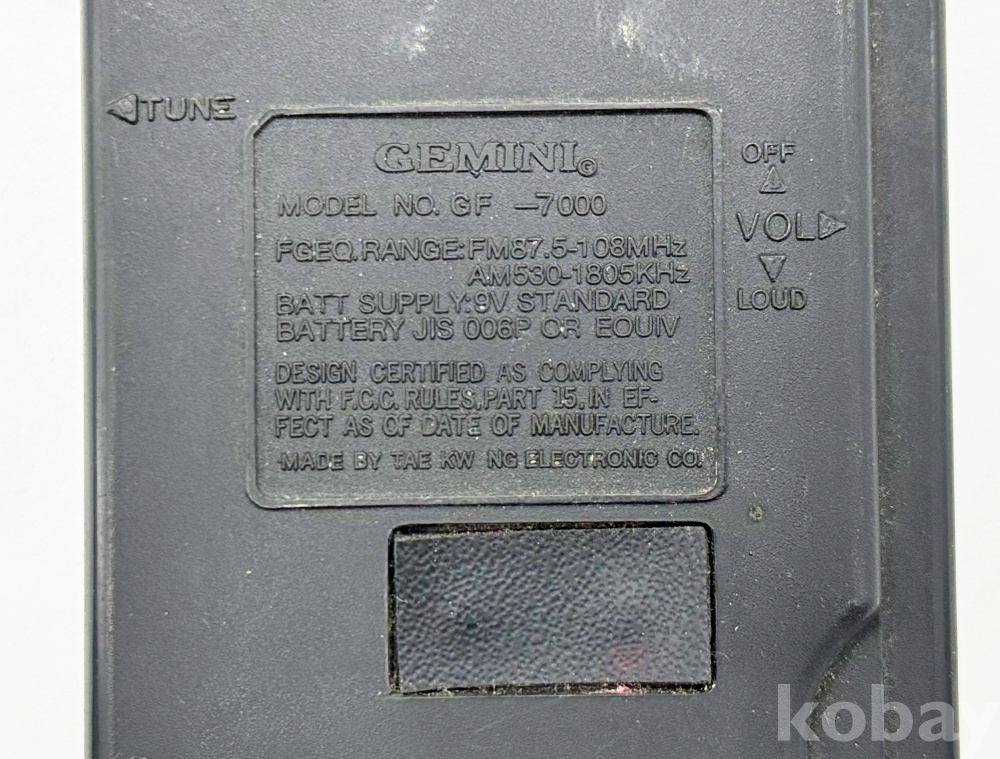 TUNE
GEMINI G
MODEL NO. GF -7000
FGEQ.RANGE:FM87.5-108MHz
AM530-1805KHz
BATT SUPPLY:9V STANDARD
BATTERY JIS 006P OR EOUIV
DESIGN CERTIFIED AS COMPLYING
WITH F.C.C. RULES,PART 15, IN EF-
FECT AS OF DATE OF MANUFACTURE.
MADE BY TAE KW NG ELECTRONIC CO.
OFF
VOL
LOUD
kobay